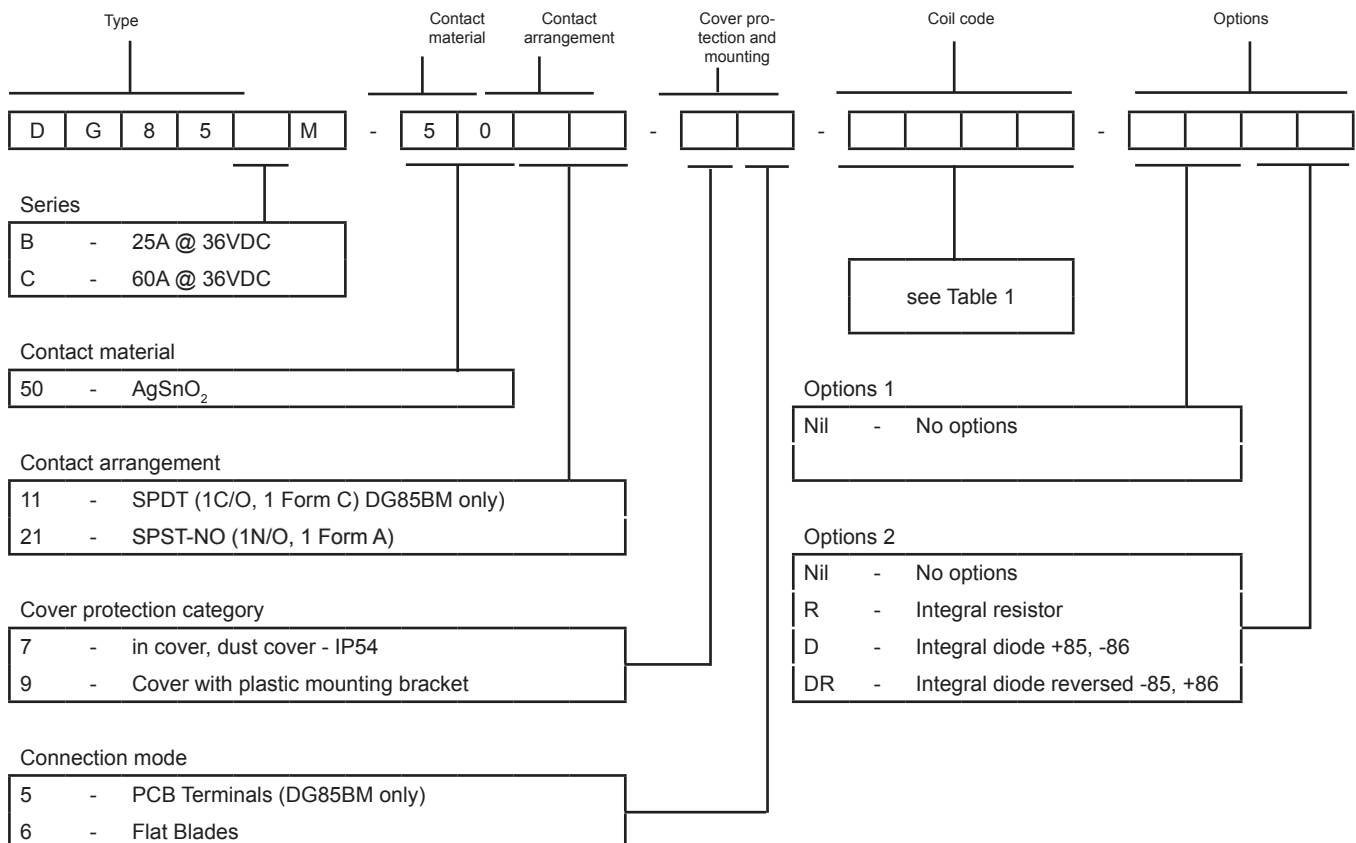 Type
Contact
material
Contact
arrangement
Cover pro-
tection and
mounting
Coil code
Options
D G 8 5 M - 5 0 - - -
Series
B - 25A @ 36VDC
C - 60A @ 36VDC
see Table 1
Contact material
50 - AgSnO2
Options 1
Nil - No options
Contact arrangement
11 - SPDT (1C/O, 1 Form C) DG85BM only)
21 - SPST-NO (1N/O, 1 Form A)
Options 2
Nil - No options
R - Integral resistor
D - Integral diode +85, -86
DR - Integral diode reversed -85, +86
Cover protection category
7 - in cover, dust cover - IP54
9 - Cover with plastic mounting bracket
Connection mode
5 - PCB Terminals (DG85BM only)
6 - Flat Blades